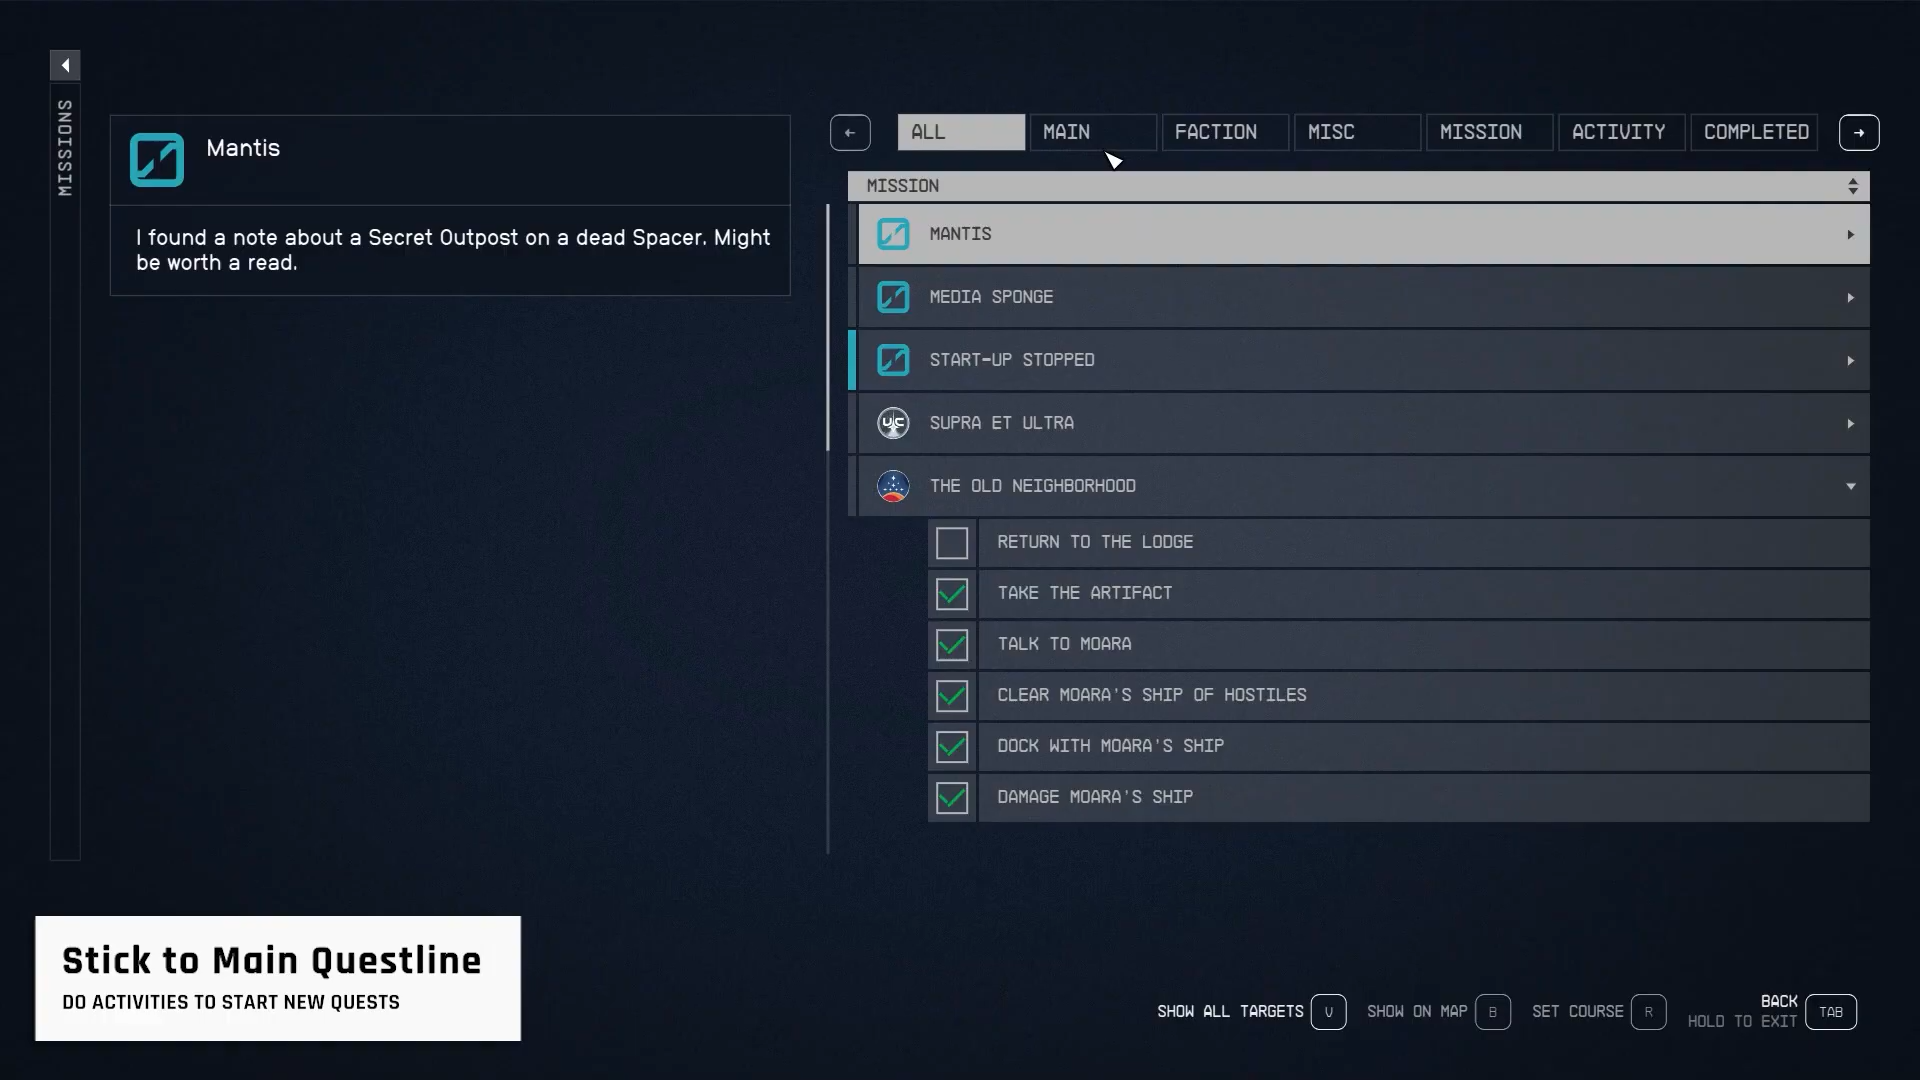 MISSIONS
Mantis
I found a note about a Secret Outpost on a dead Spacer. Might
be worth a read.
ALL
MAIN
FACTION
MISC
MISSION
ACTIVITY
COMPLETED
MISSION
MANTIS
MEDIA SPONGE
START-UP STOPPED
UC
SUPRA ET ULTRA
THE OLD NEIGHBORHOOD
RETURN TO THE LODGE
TAKE THE ARTIFACT
TALK TO MOARA
CLEAR MOARA'S SHIP OF HOSTILES
DOCK WITH MOARA'S SHIP
DAMAGE MOARA'S SHIP
Stick to Main Questline
DO ACTIVITIES TO START NEW QUESTS
SHOW ALL TARGETS V
SHOW ON MAP B
SET COURSE R
BACK
HOLD TO EXIT
TAB